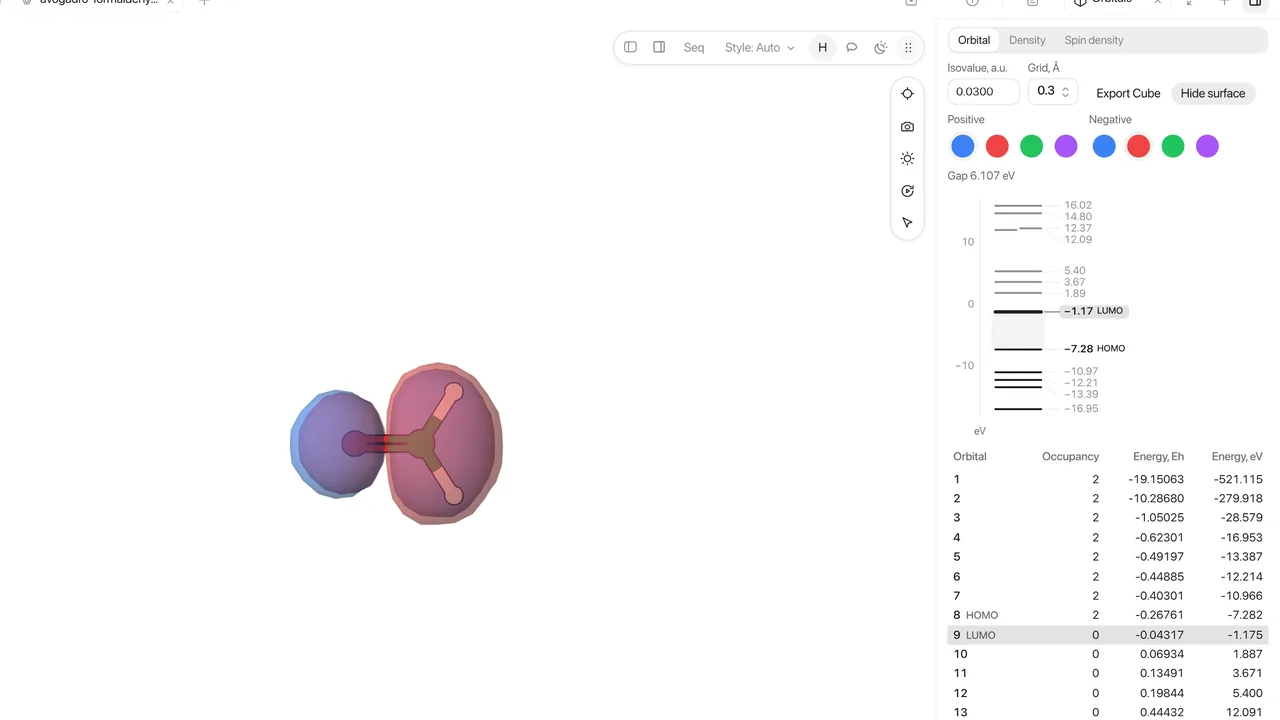 avogadro-formaldehy...
Orbitals
Seq Style: Auto H
Orbital Density Spin density
Isovalue, a.u. Grid, Å
0.0300 0.3 Export Cube Hide surface
Positive Negative
Gap 6.107 eV
16.02
14.80
12.37
10 12.09
5.40
3.67
1.89
0
−1.17 LUMO
−7.28 HOMO
−10
−10.97
−12.21
−13.39
−16.95
eV
Orbital Occupancy Energy, Eh Energy, eV
1 2 -19.15063 -521.115
2 2 -10.28680 -279.918
3 2 -1.05025 -28.579
4 2 -0.62301 -16.953
5 2 -0.49197 -13.387
6 2 -0.44885 -12.214
7 2 -0.40301 -10.966
8 HOMO 2 -0.26761 -7.282
9 LUMO 0 -0.04317 -1.175
10 0 0.06934 1.887
11 0 0.13491 3.671
12 0 0.19844 5.400
13 0 0.44432 12.091